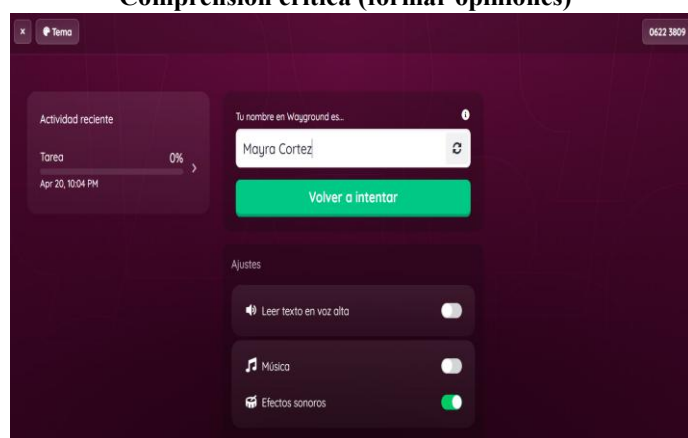 Comprensión crítica (formar opiniones)
x Tema
0622 3809
Actividad reciente
Tarea 0%
Apr 20, 10:04 PM
Tu nombre en Wayground es...
Mayra Cortez
Volver a intentar
Ajustes
Leer texto en voz alta
Música
Efectos sonoros